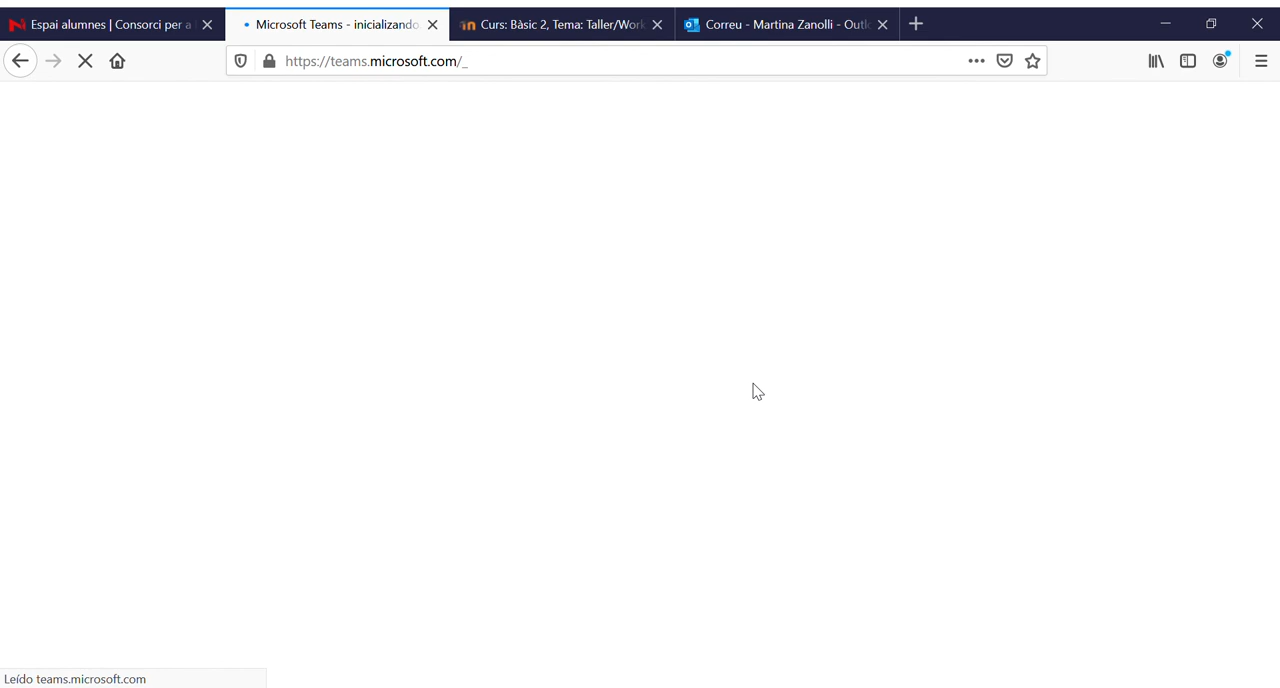 Espai alumnes | Consorci per a
Microsoft Teams - inicializando
Curs: Bàsic 2, Tema: Taller/Work
Correu - Martina Zanolli - Outl
https://teams.microsoft.com/_
Leído teams.microsoft.com